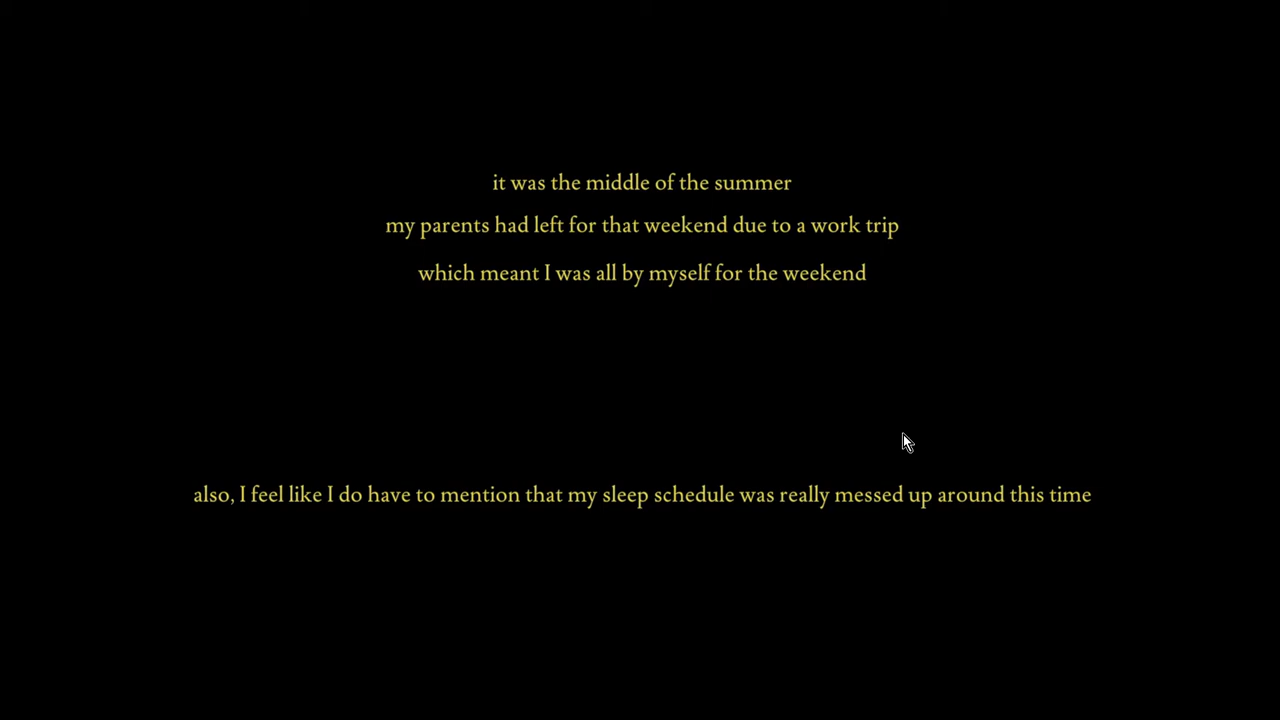 it was the middle of the summer
my parents had left for that weekend due to a work trip
which meant I was all by myself for the weekend
also, I feel like I do have to mention that my sleep schedule was really messed up around this time